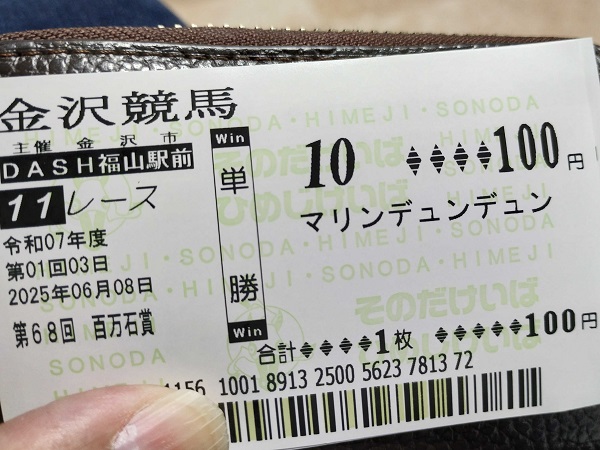 金沢競馬
主催 金沢市
DASH福山駅前
11レース
令和07年度
第01回03日
2025年06月08日
第68回 百万石賞
Win
単勝
Win
10 ♦♦♦♦100円
マリンデュンデュン
合計♦♦♦♦1枚 ♦♦♦♦♦♦100円
1156 1001 8913 2500 5623 7813 72
HIMEJI・SONODA
そのだけいば
ひめじけいば
SONODA・HIMEJI・SONODA
そのだけいば
SONODA